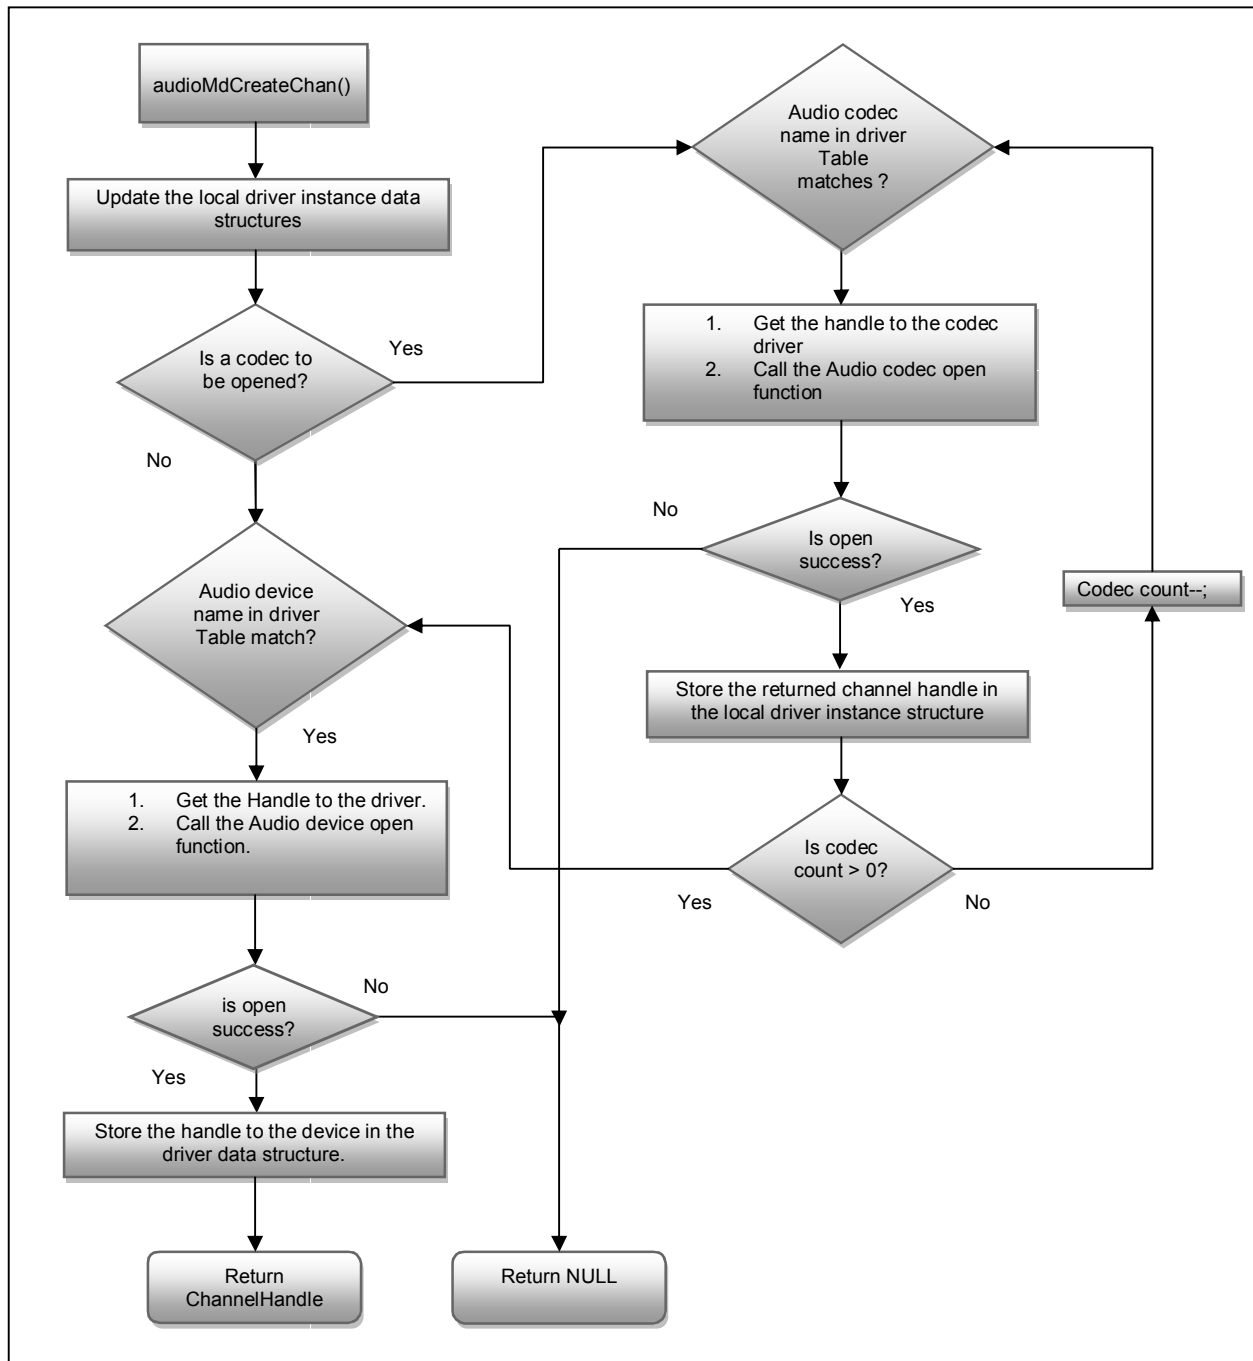 audioMdCreateChan()
Update the local driver instance data
structures
Is a codec to
be opened?
Yes
No
Audio device
name in driver
Table match?
Yes
1. Get the Handle to the driver.
2. Call the Audio device open
function.
is open
success?
No
Yes
Store the handle to the device in the
driver data structure.
Return
ChannelHandle
Return NULL
Audio codec
name in driver
Table
matches ?
1. Get the handle to the codec
driver
2. Call the Audio codec open
function
Is open
success?
No
Yes
Store the returned channel handle in
the local driver instance structure
Is codec
count > 0?
Yes
No
Codec count--;